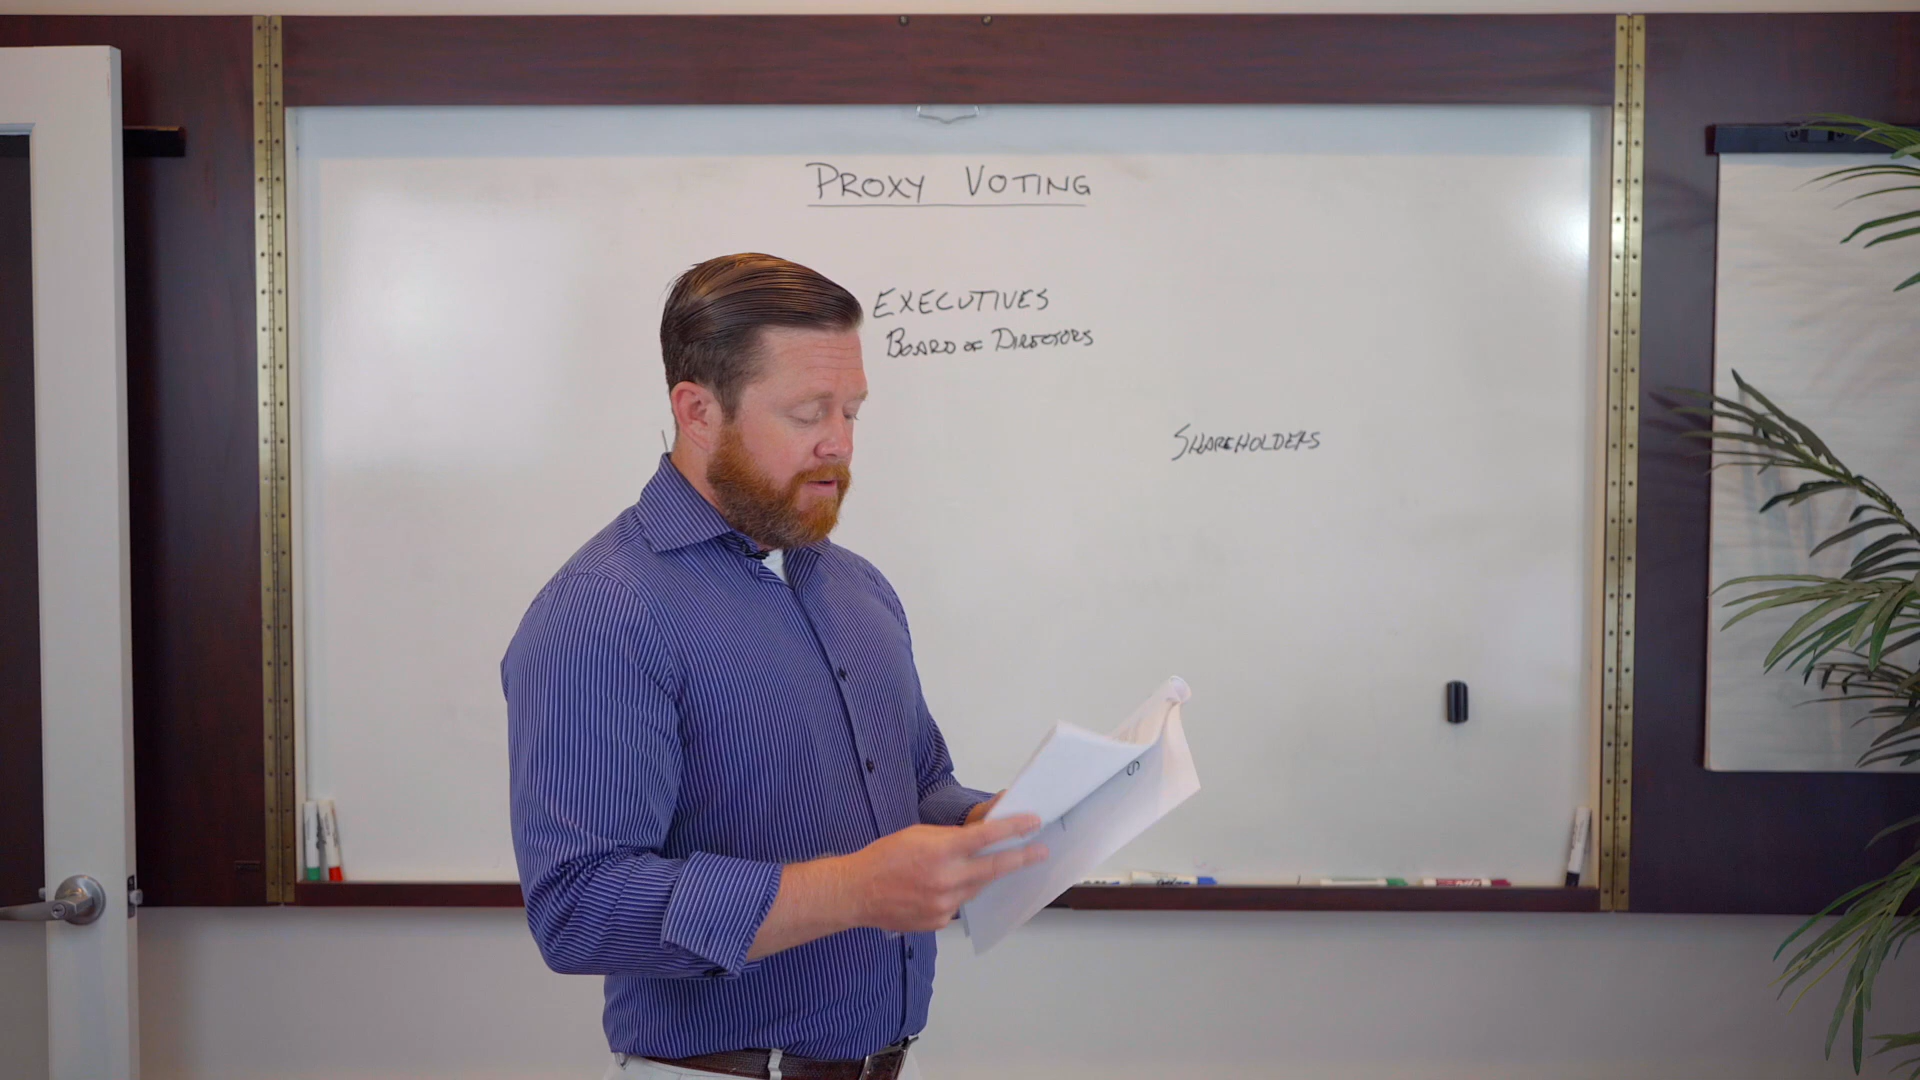 PROXY VOTING
EXECUTIVES
BOARD OF DIRECTORS
SHAREHOLDERS